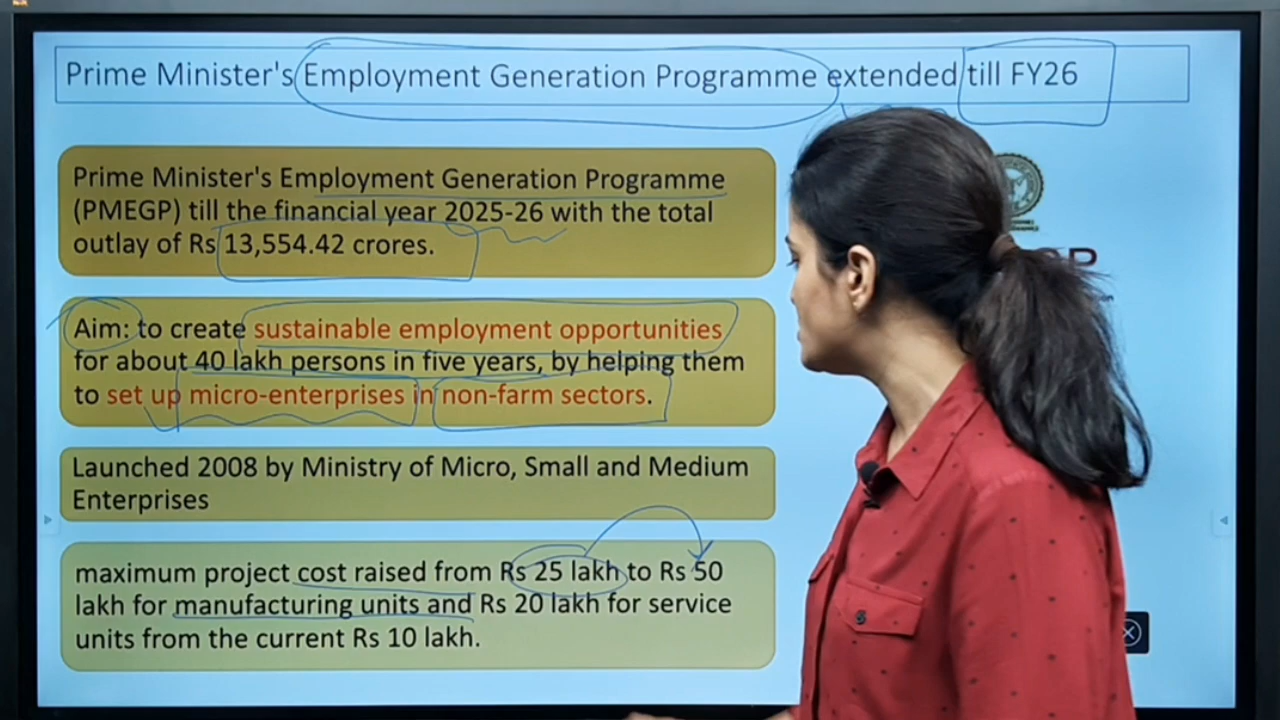 Prime Minister's Employment Generation Programme extended till FY26
Prime Minister's Employment Generation Programme
(PMEGP) till the financial year 2025-26 with the total
outlay of Rs 13,554.42 crores.
Aim: to create sustainable employment opportunities
for about 40 lakh persons in five years, by helping them
to set up micro-enterprises in non-farm sectors.
Launched 2008 by Ministry of Micro, Small and Medium
Enterprises
maximum project cost raised from Rs 25 lakh to Rs 50
lakh for manufacturing units and Rs 20 lakh for service
units from the current Rs 10 lakh.